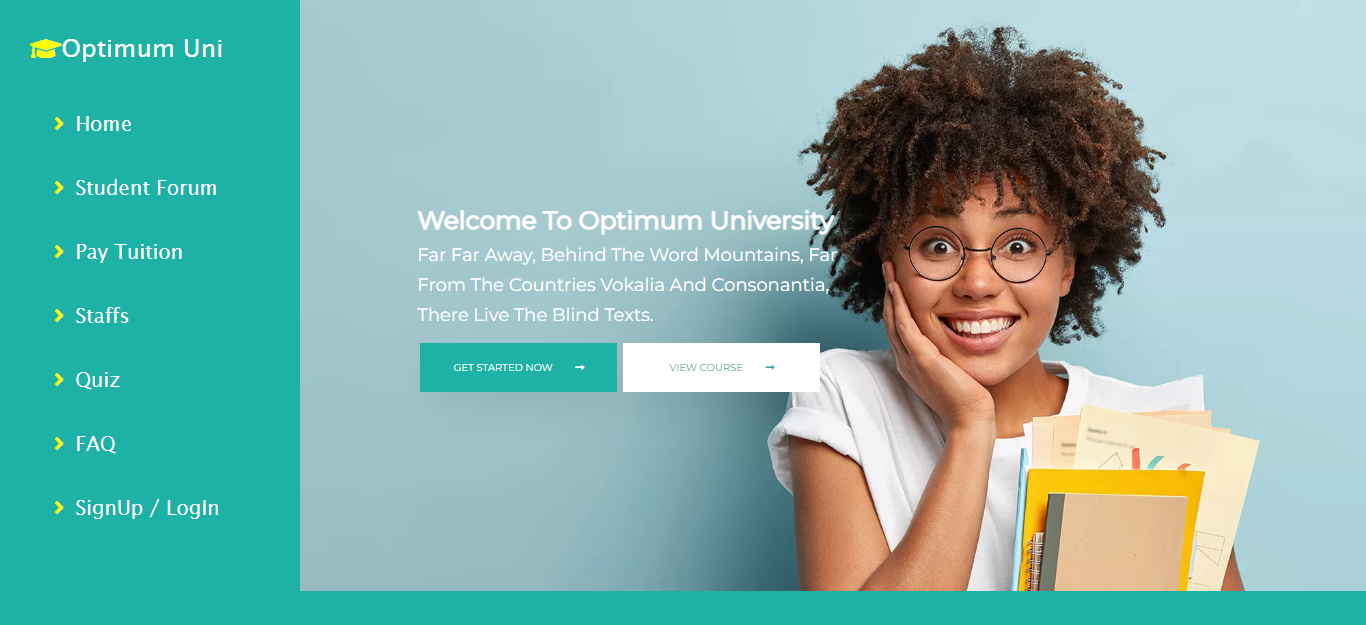 Optimum Uni
Home
Student Forum
Pay Tuition
Staffs
Quiz
FAQ
SignUp / LogIn
Welcome To Optimum University
Far Far Away, Behind The Word Mountains, Far
From The Countries Vokalia And Consonantia,
There Live The Blind Texts.
GET STARTED NOW
VIEW COURSE